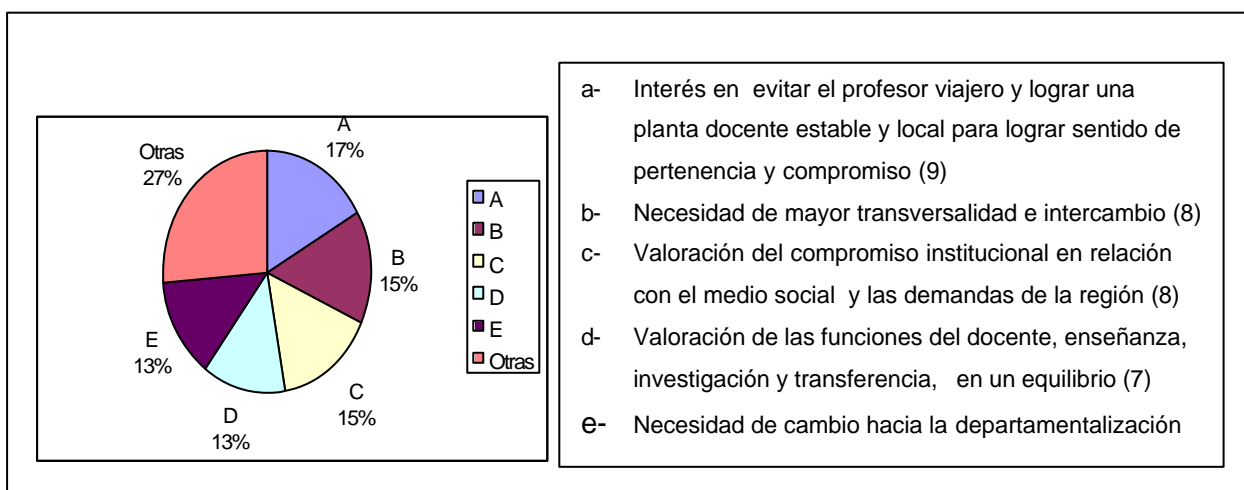 A
17%
Otras
27%
B
15%
E
13%
C
15%
D
13%
A
B
C
D
E
Otras
a- Interés en evitar el profesor viajero y lograr una
planta docente estable y local para lograr sentido de
pertenencia y compromiso (9)
b- Necesidad de mayor transversalidad e intercambio (8)
c- Valoración del compromiso institucional en relación
con el medio social y las demandas de la región (8)
d- Valoración de las funciones del docente, enseñanza,
investigación y transferencia, en un equilibrio (7)
e- Necesidad de cambio hacia la departamentalización